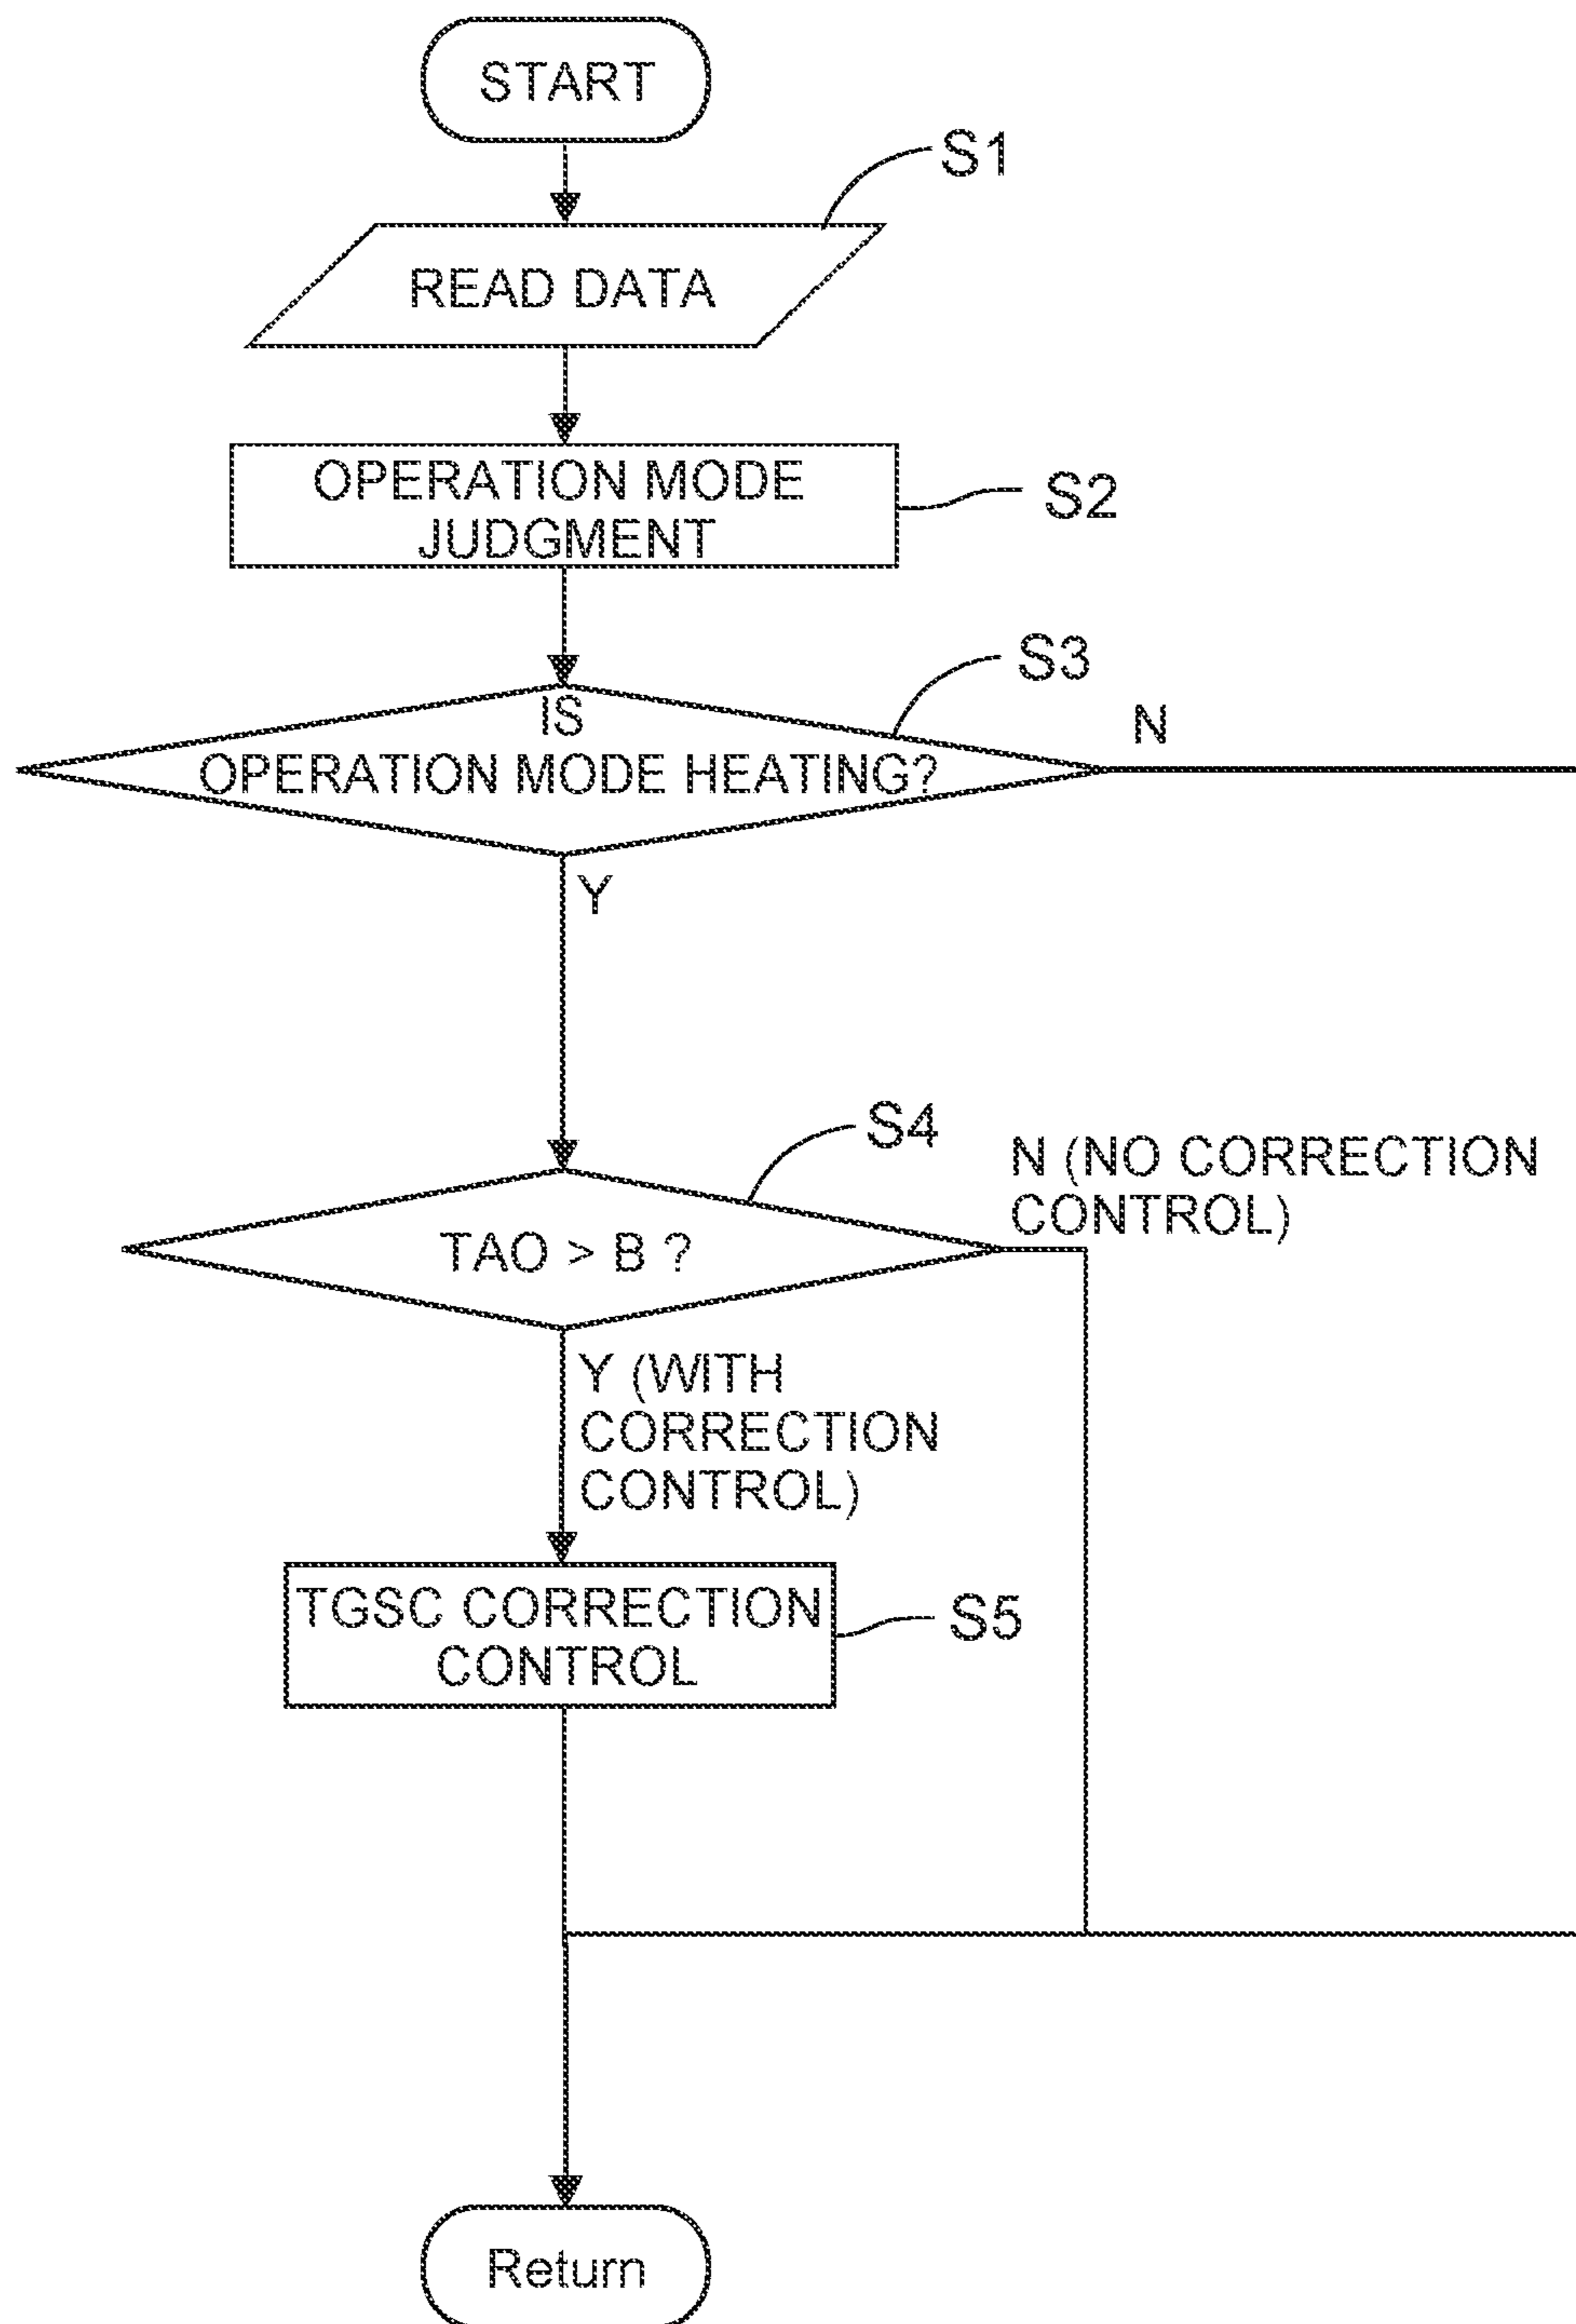 START
S1
READ DATA
OPERATION MODE
JUDGMENT
S2
S3
IS
OPERATION MODE HEATING?
N
Y
S4
N (NO CORRECTION
CONTROL)
TAO > B ?
Y (WITH
CORRECTION
CONTROL)
TGSC CORRECTION
CONTROL
S5
Return